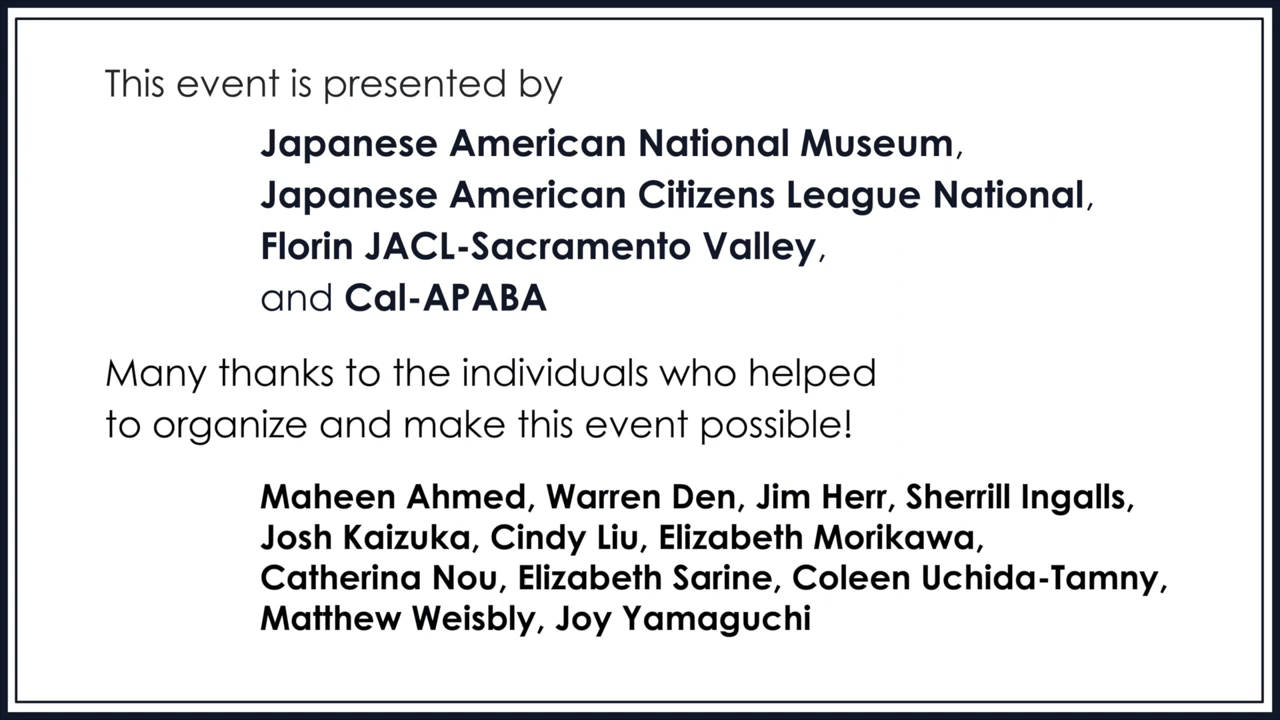 This event is presented by
Japanese American National Museum,
Japanese American Citizens League National,
Florin JACL-Sacramento Valley,
and Cal-APABA
Many thanks to the individuals who helped
to organize and make this event possible!
Maheen Ahmed, Warren Den, Jim Herr, Sherrill Ingalls,
Josh Kaizuka, Cindy Liu, Elizabeth Morikawa,
Catherina Nou, Elizabeth Sarine, Coleen Uchida-Tamny,
Matthew Weisbly, Joy Yamaguchi